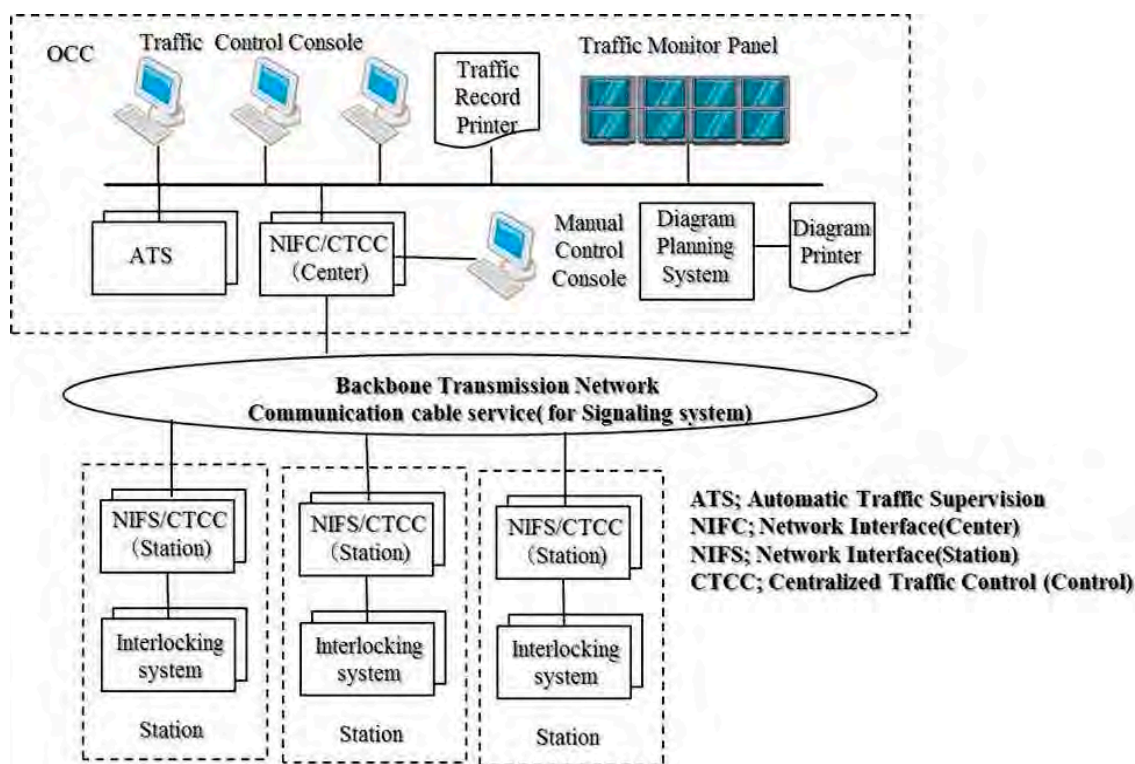 OCC
Traffic Control Console
Traffic
Record
Printer
Traffic Monitor Panel
ATS
NIFC/CTCC
(Center)
Manual
Control
Console
Diagram
Planning
System
Diagram
Printer
Backbone Transmission Network
Communication cable service( for Signaling system)
NIFS/CTCC
(Station)
Interlocking
system
Station
NIFS/CTCC
(Station)
Interlocking
system
Station
NIFS/CTCC
(Station)
Interlocking
system
Station
ATS; Automatic Traffic Supervision
NIFC; Network Interface(Center)
NIFS; Network Interface(Station)
CTCC; Centralized Traffic Control (Control)